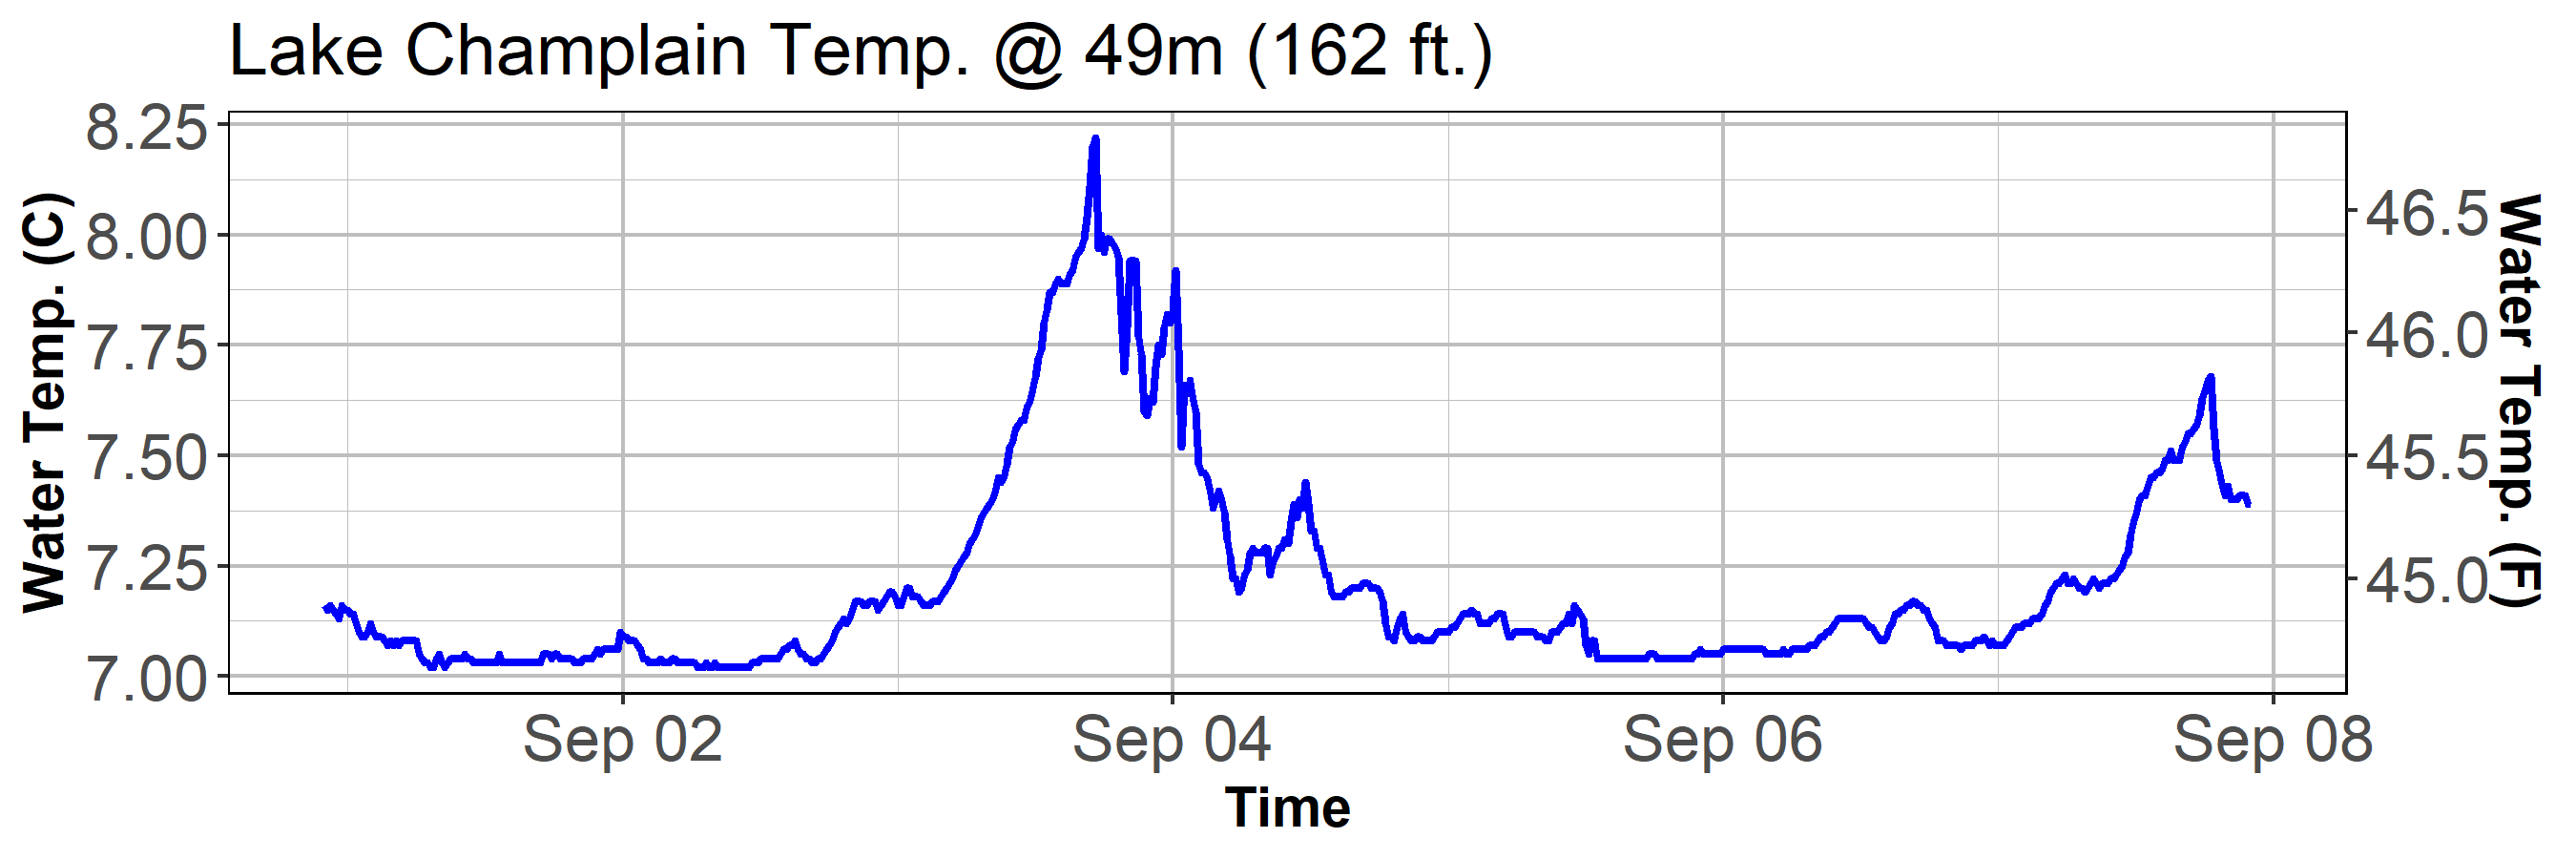 Lake Champlain Temp. @ 49m (162 ft.)
Water Temp. (C)
8.25
8.00
7.75
7.50
7.25
7.00
46.5
46.0
45.5
45.0
Water Temp. (F)
Sep 02 Sep 04 Sep 06 Sep 08
Time